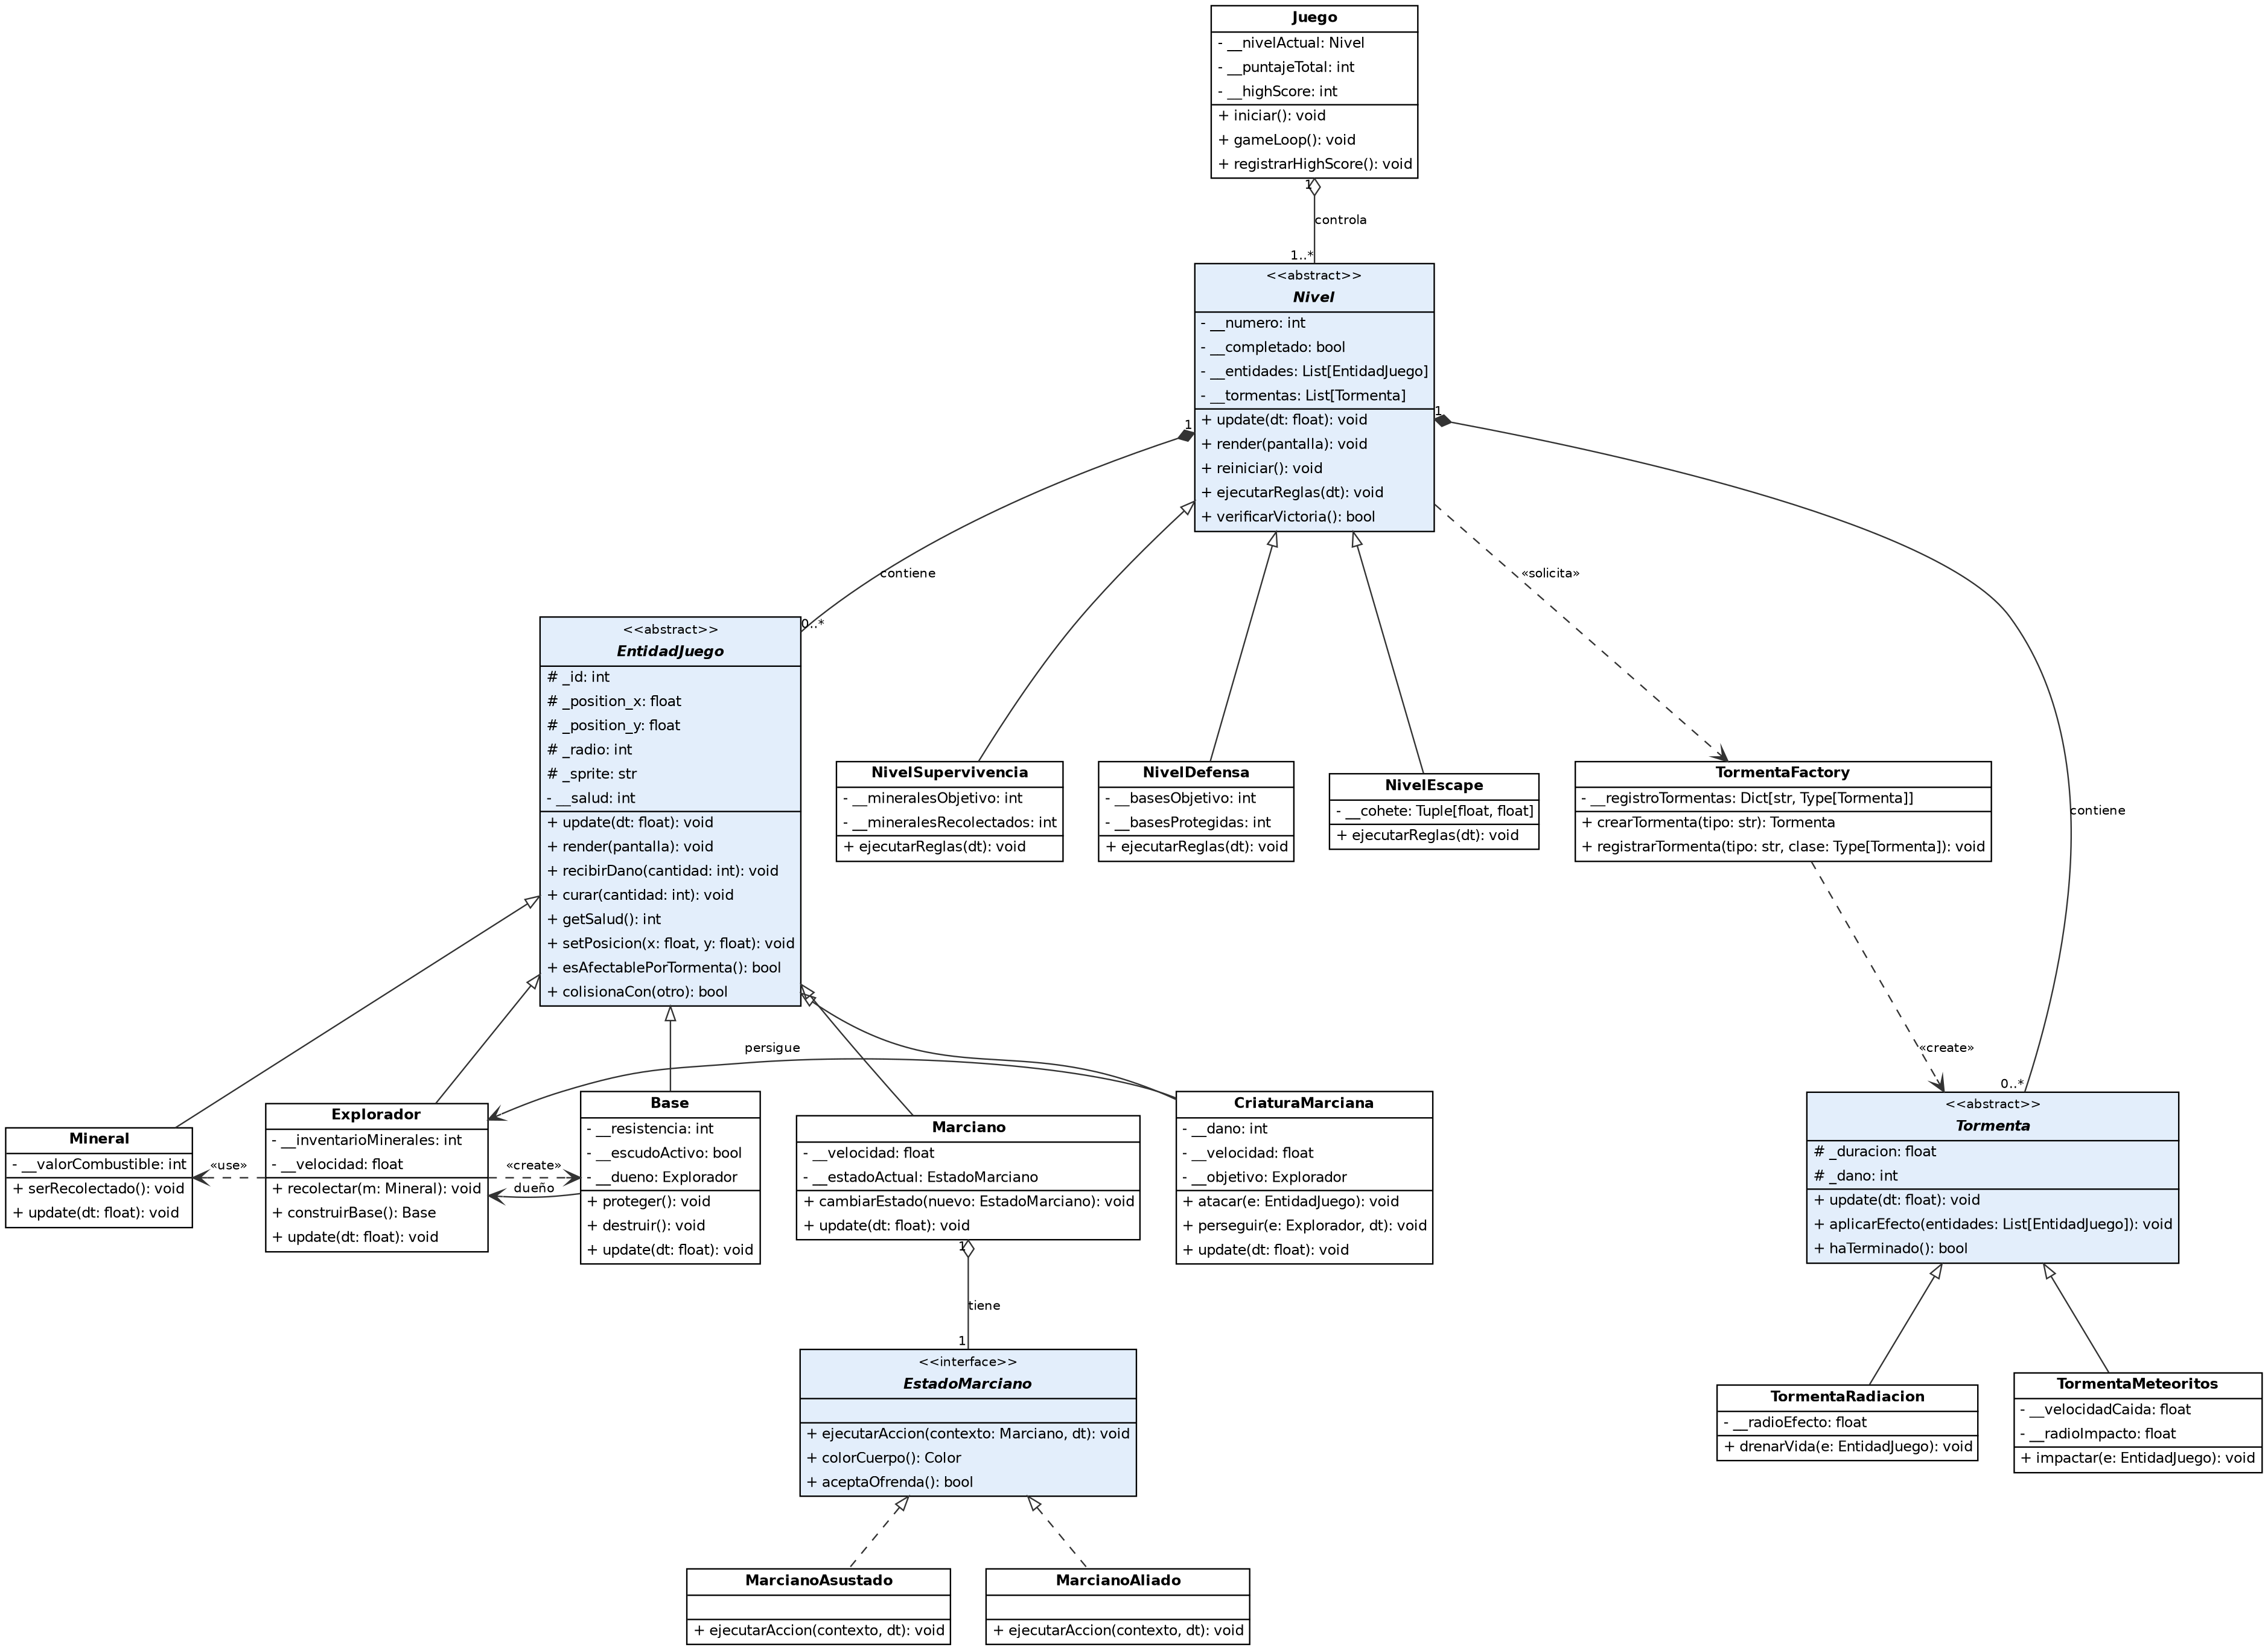 Juego
- __nivelActual: Nivel
- __puntajeTotal: int
- __highScore: int
+ iniciar(): void
+ gameLoop(): void
+ registrarHighScore(): void
1
controla
1..*
<<abstract>>
Nivel
- __numero: int
- __completado: bool
- __entidades: List[EntidadJuego]
- __tormentas: List[Tormenta]
+ update(dt: float): void
+ render(pantalla): void
+ reiniciar(): void
+ ejecutarReglas(dt): void
+ verificarVictoria(): bool
1
1
contiene
0..*
«solicita»
contiene
0..*
<<abstract>>
EntidadJuego
# _id: int
# _position_x: float
# _position_y: float
# _radio: int
# _sprite: str
- __salud: int
+ update(dt: float): void
+ render(pantalla): void
+ recibirDano(cantidad: int): void
+ curar(cantidad: int): void
+ getSalud(): int
+ setPosicion(x: float, y: float): void
+ esAfectablePorTormenta(): bool
+ colisionaCon(otro): bool
NivelSupervivencia
- __mineralesObjetivo: int
- __mineralesRecolectados: int
+ ejecutarReglas(dt): void
NivelDefensa
- __basesObjetivo: int
- __basesProtegidas: int
+ ejecutarReglas(dt): void
NivelEscape
- __cohete: Tuple[float, float]
+ ejecutarReglas(dt): void
TormentaFactory
- __registroTormentas: Dict[str, Type[Tormenta]]
+ crearTormenta(tipo: str): Tormenta
+ registrarTormenta(tipo: str, clase: Type[Tormenta]): void
«create»
persigue
Mineral
- __valorCombustible: int
+ serRecolectado(): void
+ update(dt: float): void
«use»
Explorador
- __inventarioMinerales: int
- __velocidad: float
+ recolectar(m: Mineral): void
+ construirBase(): Base
+ update(dt: float): void
«create»
dueño
Base
- __resistencia: int
- __escudoActivo: bool
- __dueno: Explorador
+ proteger(): void
+ destruir(): void
+ update(dt: float): void
Marciano
- __velocidad: float
- __estadoActual: EstadoMarciano
+ cambiarEstado(nuevo: EstadoMarciano): void
+ update(dt: float): void
CriaturaMarciana
- __dano: int
- __velocidad: float
- __objetivo: Explorador
+ atacar(e: EntidadJuego): void
+ perseguir(e: Explorador, dt): void
+ update(dt: float): void
<<abstract>>
Tormenta
# _duracion: float
# _dano: int
+ update(dt: float): void
+ aplicarEfecto(entidades: List[EntidadJuego]): void
+ haTerminado(): bool
1
tiene
1
<<interface>>
EstadoMarciano
+ ejecutarAccion(contexto: Marciano, dt): void
+ colorCuerpo(): Color
+ aceptaOfrenda(): bool
TormentaRadiacion
- __radioEfecto: float
+ drenarVida(e: EntidadJuego): void
TormentaMeteoritos
- __velocidadCaida: float
- __radioImpacto: float
+ impactar(e: EntidadJuego): void
MarcianoAsustado
+ ejecutarAccion(contexto, dt): void
MarcianoAliado
+ ejecutarAccion(contexto, dt): void